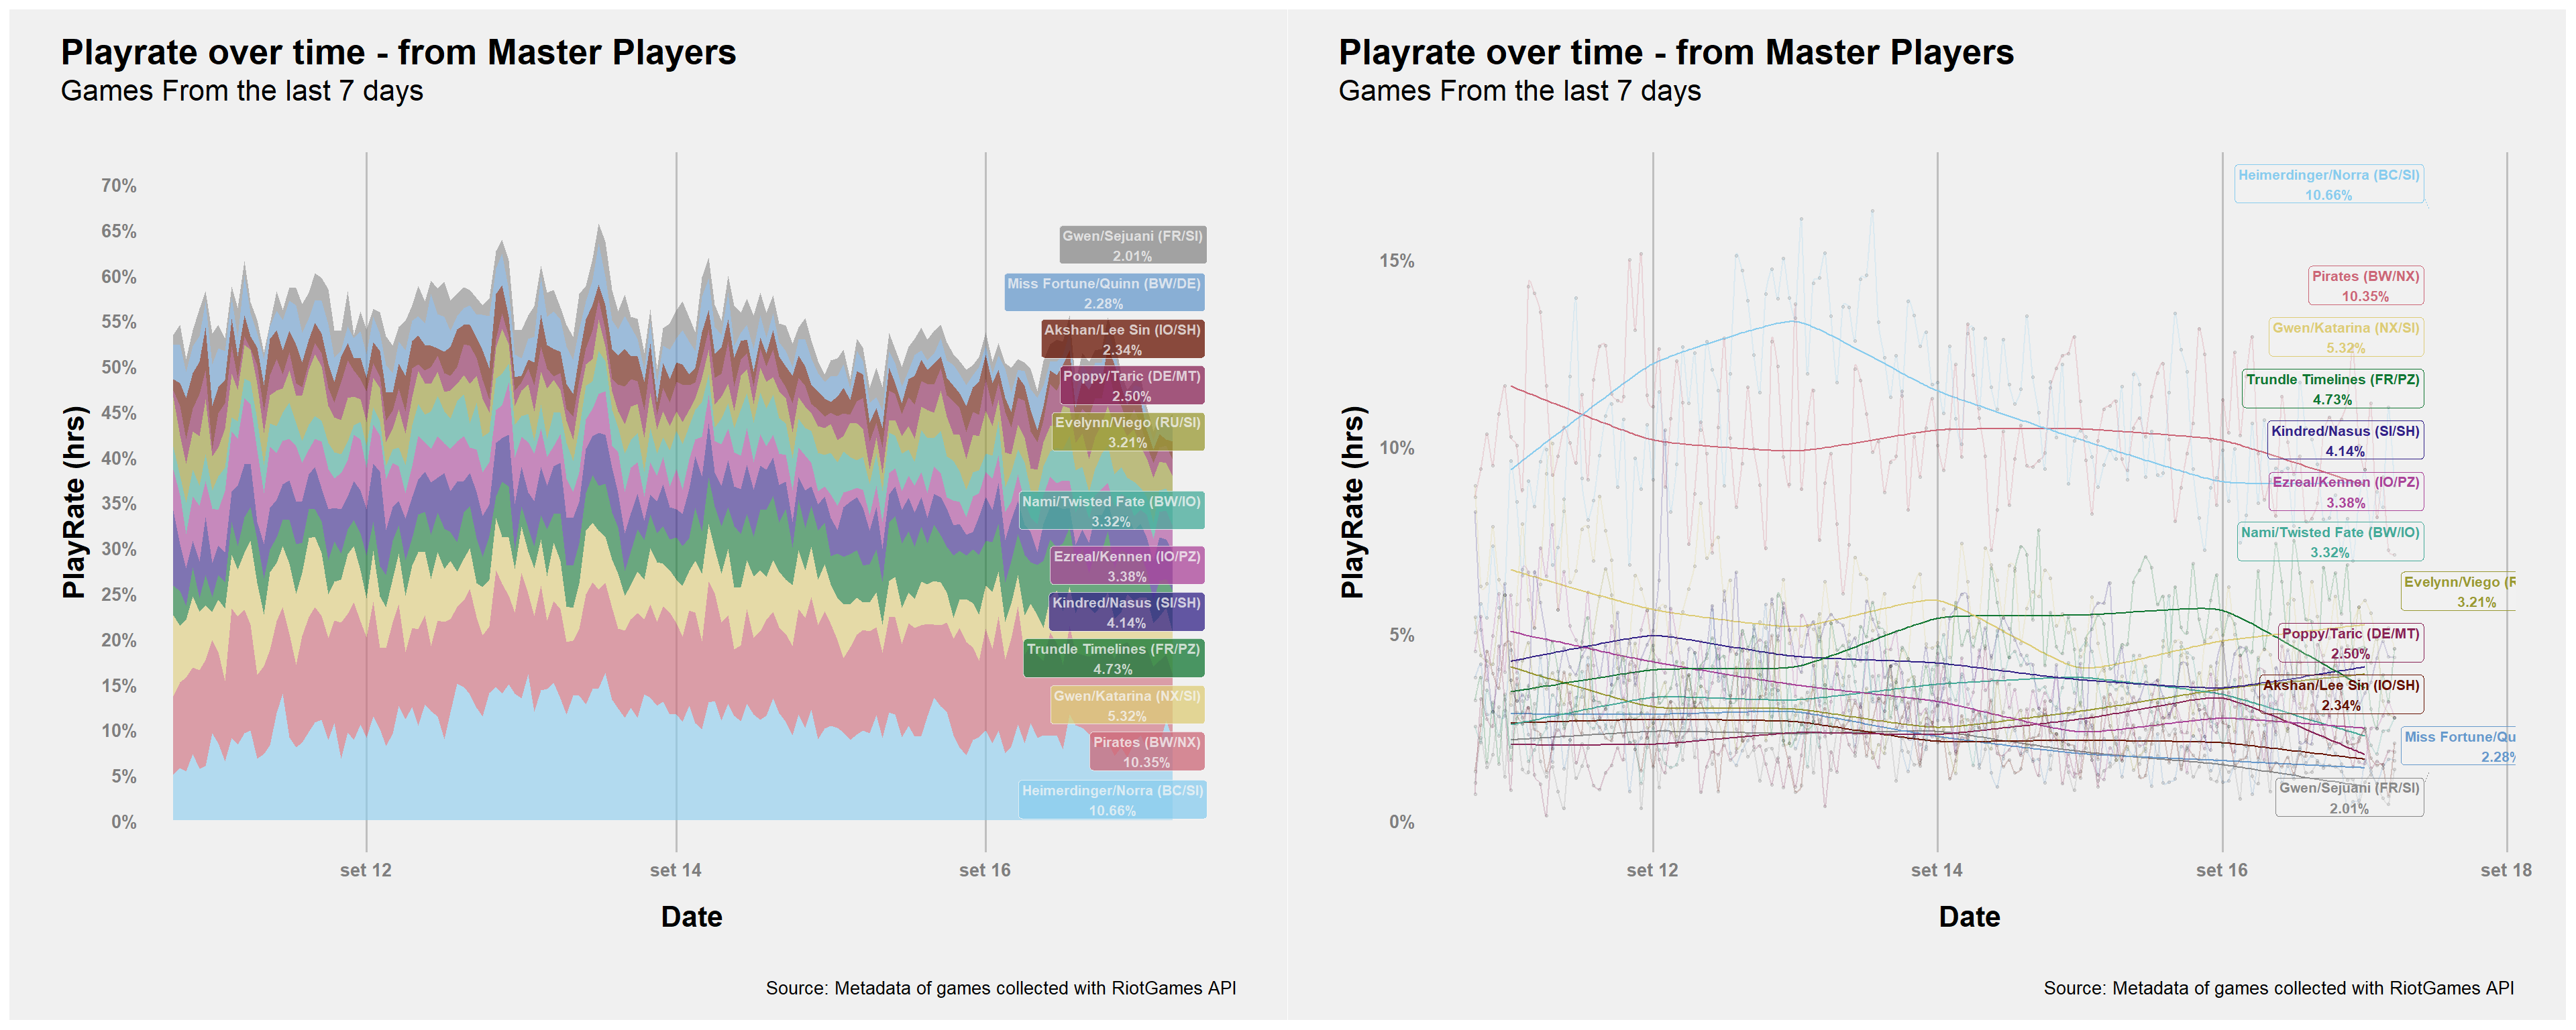 Playrate over time - from Master Players
Games From the last 7 days
PlayRate (hrs)
70%
65%
60%
55%
50%
45%
40%
35%
30%
25%
20%
15%
10%
5%
0%
Gwen/Sejuani (FR/SI)
2.01%
Miss Fortune/Quinn (BW/DE)
2.28%
Akshan/Lee Sin (IO/SH)
2.34%
Poppy/Taric (DE/MT)
2.50%
Evelynn/Viego (RU/SI)
3.21%
Nami/Twisted Fate (BW/IO)
3.32%
Ezreal/Kennen (IO/PZ)
3.38%
Kindred/Nasus (SI/SH)
4.14%
Trundle Timelines (FR/PZ)
4.73%
Gwen/Katarina (NX/SI)
5.32%
Pirates (BW/NX)
10.35%
Heimerdinger/Norra (BC/SI)
10.66%
set 12
set 14
set 16
Date
Source: Metadata of games collected with RiotGames API
Playrate over time - from Master Players
Games From the last 7 days
PlayRate (hrs)
15%
10%
5%
0%
Heimerdinger/Norra (BC/SI)
10.66%
Pirates (BW/NX)
10.35%
Gwen/Katarina (NX/SI)
5.32%
Trundle Timelines (FR/PZ)
4.73%
Kindred/Nasus (SI/SH)
4.14%
Ezreal/Kennen (IO/PZ)
3.38%
Nami/Twisted Fate (BW/IO)
3.32%
Evelynn/Viego (
3.21%
Poppy/Taric (DE/MT)
2.50%
Akshan/Lee Sin (IO/SH)
2.34%
Miss Fortune/Qu
2.28%
Gwen/Sejuani (FR/SI)
2.01%
set 12
set 14
set 16
set 18
Date
Source: Metadata of games collected with RiotGames API